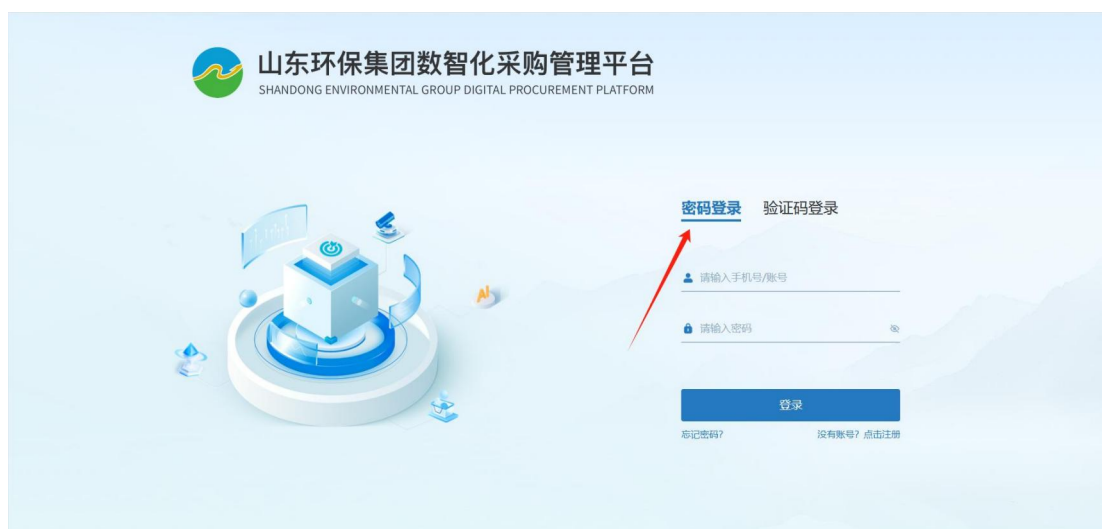 山东环保集团数智化采购管理平台
SHANDONG ENVIRONMENTAL GROUP DIGITAL PROCUREMENT PLATFORM
密码登录 验证码登录
请输入手机号/账号
AI
请输入密码
登录
忘记密码? 没有账号? 点击注册